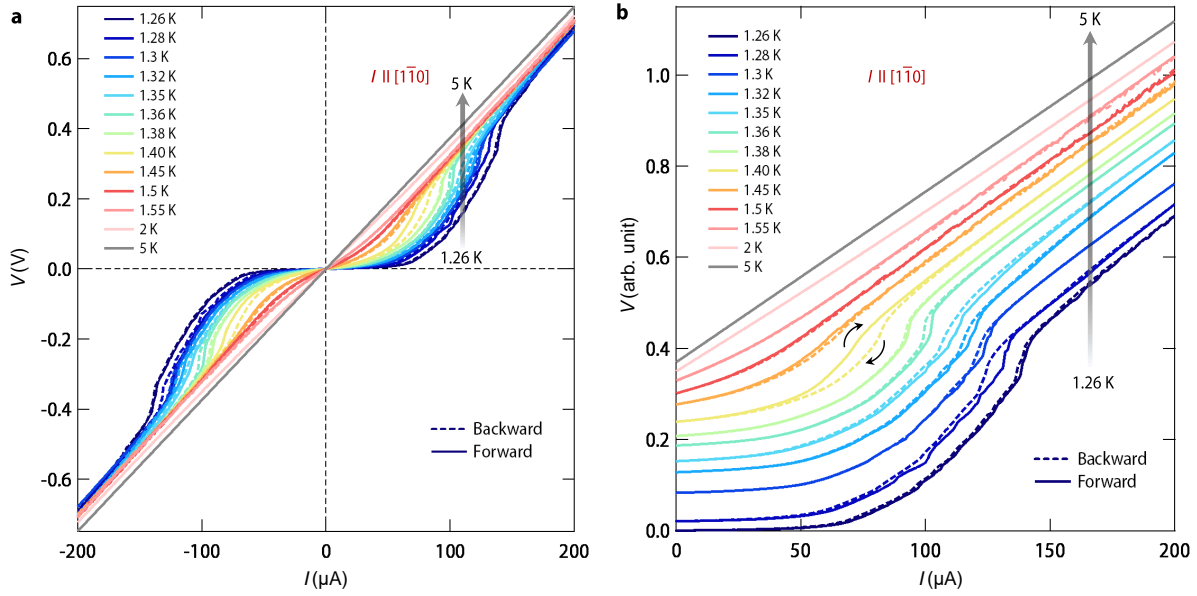 a
1.26 K
1.28 K
1.3 K
1.32 K
1.35 K
1.36 K
1.38 K
1.40 K
1.45 K
1.5 K
1.55 K
2 K
5 K
I II [11̅0]
5 K
1.26 K
Backward
Forward
V (V)
0.6
0.4
0.2
0.0
-0.2
-0.4
-0.6
-200
-100
0
100
200
I (μA)
b
1.26 K
1.28 K
1.3 K
1.32 K
1.35 K
1.36 K
1.38 K
1.40 K
1.45 K
1.5 K
1.55 K
2 K
5 K
I II [11̅0]
5 K
1.26 K
Backward
Forward
V (arb. unit)
1.0
0.8
0.6
0.4
0.2
0.0
0
50
100
150
200
I (μA)